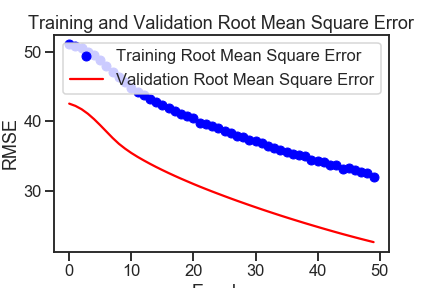 Training and Validation Root Mean Square Error
Training Root Mean Square Error
Validation Root Mean Square Error
50
40
30
RMSE
0 10 20 30 40 50